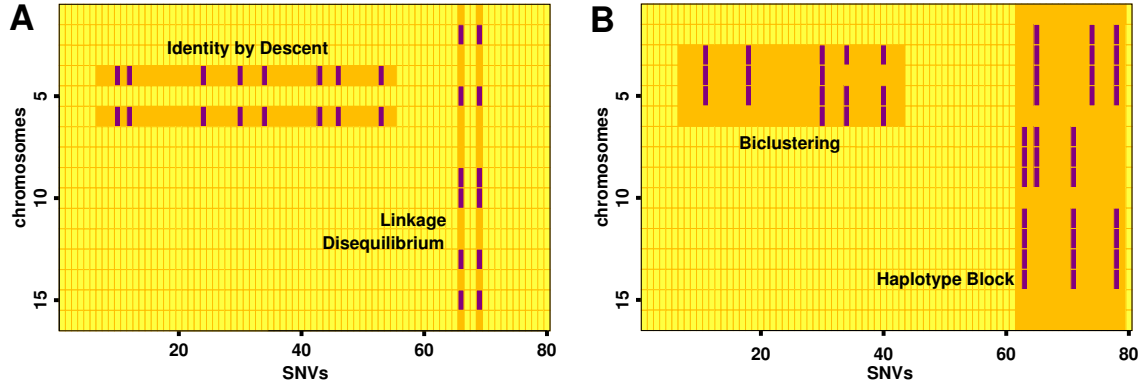 A
Identity by Descent
Linkage
Disequilibrium
chromosomes
5
10
15
20
40
60
80
SNVs
B
Biclustering
Haplotype Block
chromosomes
5
10
15
20
40
60
80
SNVs